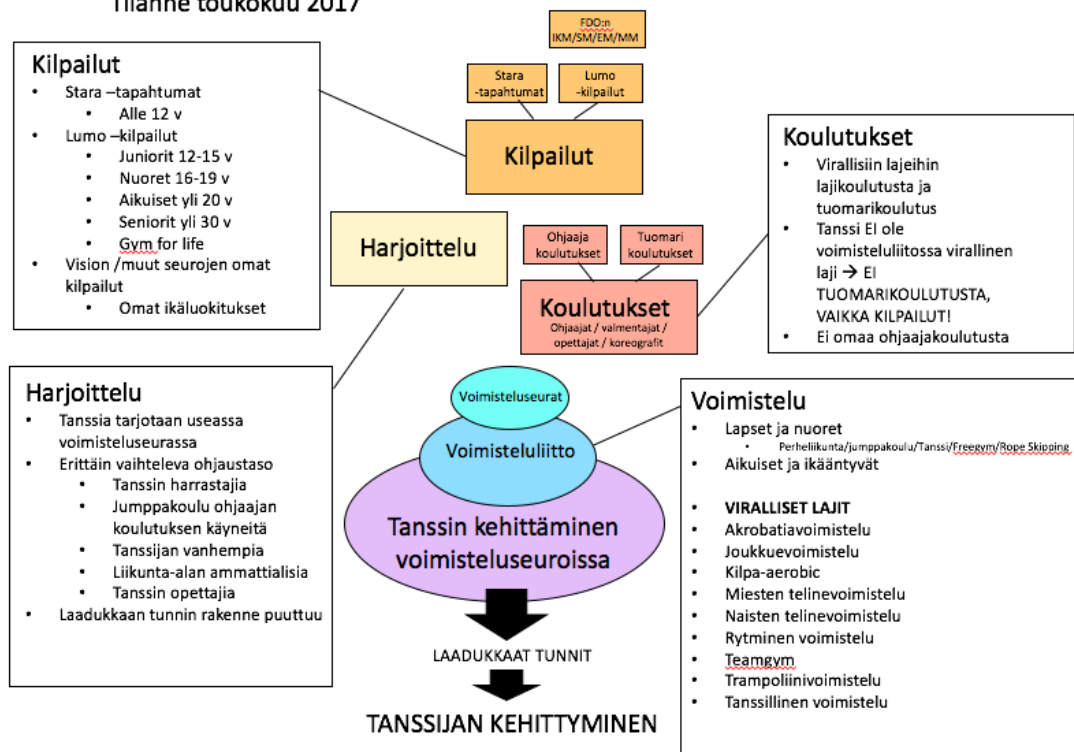 Tilanne toukokuu 2017
FDO:n
IKM/SM/EM/MM
Stara
-tapahtumat
Lumo
-kilpailut
Kilpailut
Kilpailut
• Stara –tapahtumat
• Alle 12 v
• Lumo –kilpailut
• Juniorit 12-15 v
• Nuoret 16-19 v
• Aikuiset yli 20 v
• Seniorit yli 30 v
• Gym for life
• Vision /muut seurojen omat
kilpailut
• Omat ikäluokitukset
Harjoittelu
Ohjaaja
koulutukset
Tuomari
koulutukset
Koulutukset
Ohjaajat / valmentajat /
opettajat / koreografit
Koulutukset
• Virallisiin lajeihin
lajikoulutusta ja
tuomarikoulutus
• Tanssi EI ole
voimisteluliitossa virallinen
laji → EI
TUOMARIKOULUTUSTA,
VAIKKA KILPAILUT!
• Ei omaa ohjaajakoulutusta
Harjoittelu
• Tanssia tarjotaan useassa
voimisteluseurassa
• Erittäin vaihteleva ohjaustaso
• Tanssin harrastajia
• Jumppakoulu ohjaajan
koulutuksen käyneitä
• Tanssijan vanhempia
• Liikunta-alan ammattialisia
• Tanssin opettajia
• Laadukkaan tunnin rakenne puuttuu
Voimisteluseurat
Voimisteluliitto
Tanssin kehittäminen
voimisteluseuroissa
LAADUKKAAT TUNNIT
TANSSIJAN KEHITTYMINEN
Voimistelu
• Lapset ja nuoret
• Perheliikunta/jumppakoulu/Tanssi/Freegym/Rope Skipping
• Aikuiset ja ikääntyvät
• VIRALLISET LAJIT
• Akrobatiavoimistelu
• Joukkuevoimistelu
• Kilpa-aerobic
• Miesten telinevoimistelu
• Naisten telinevoimistelu
• Rytminen voimistelu
• Teamgym
• Trampoliinivoimistelu
• Tanssillinen voimistelu